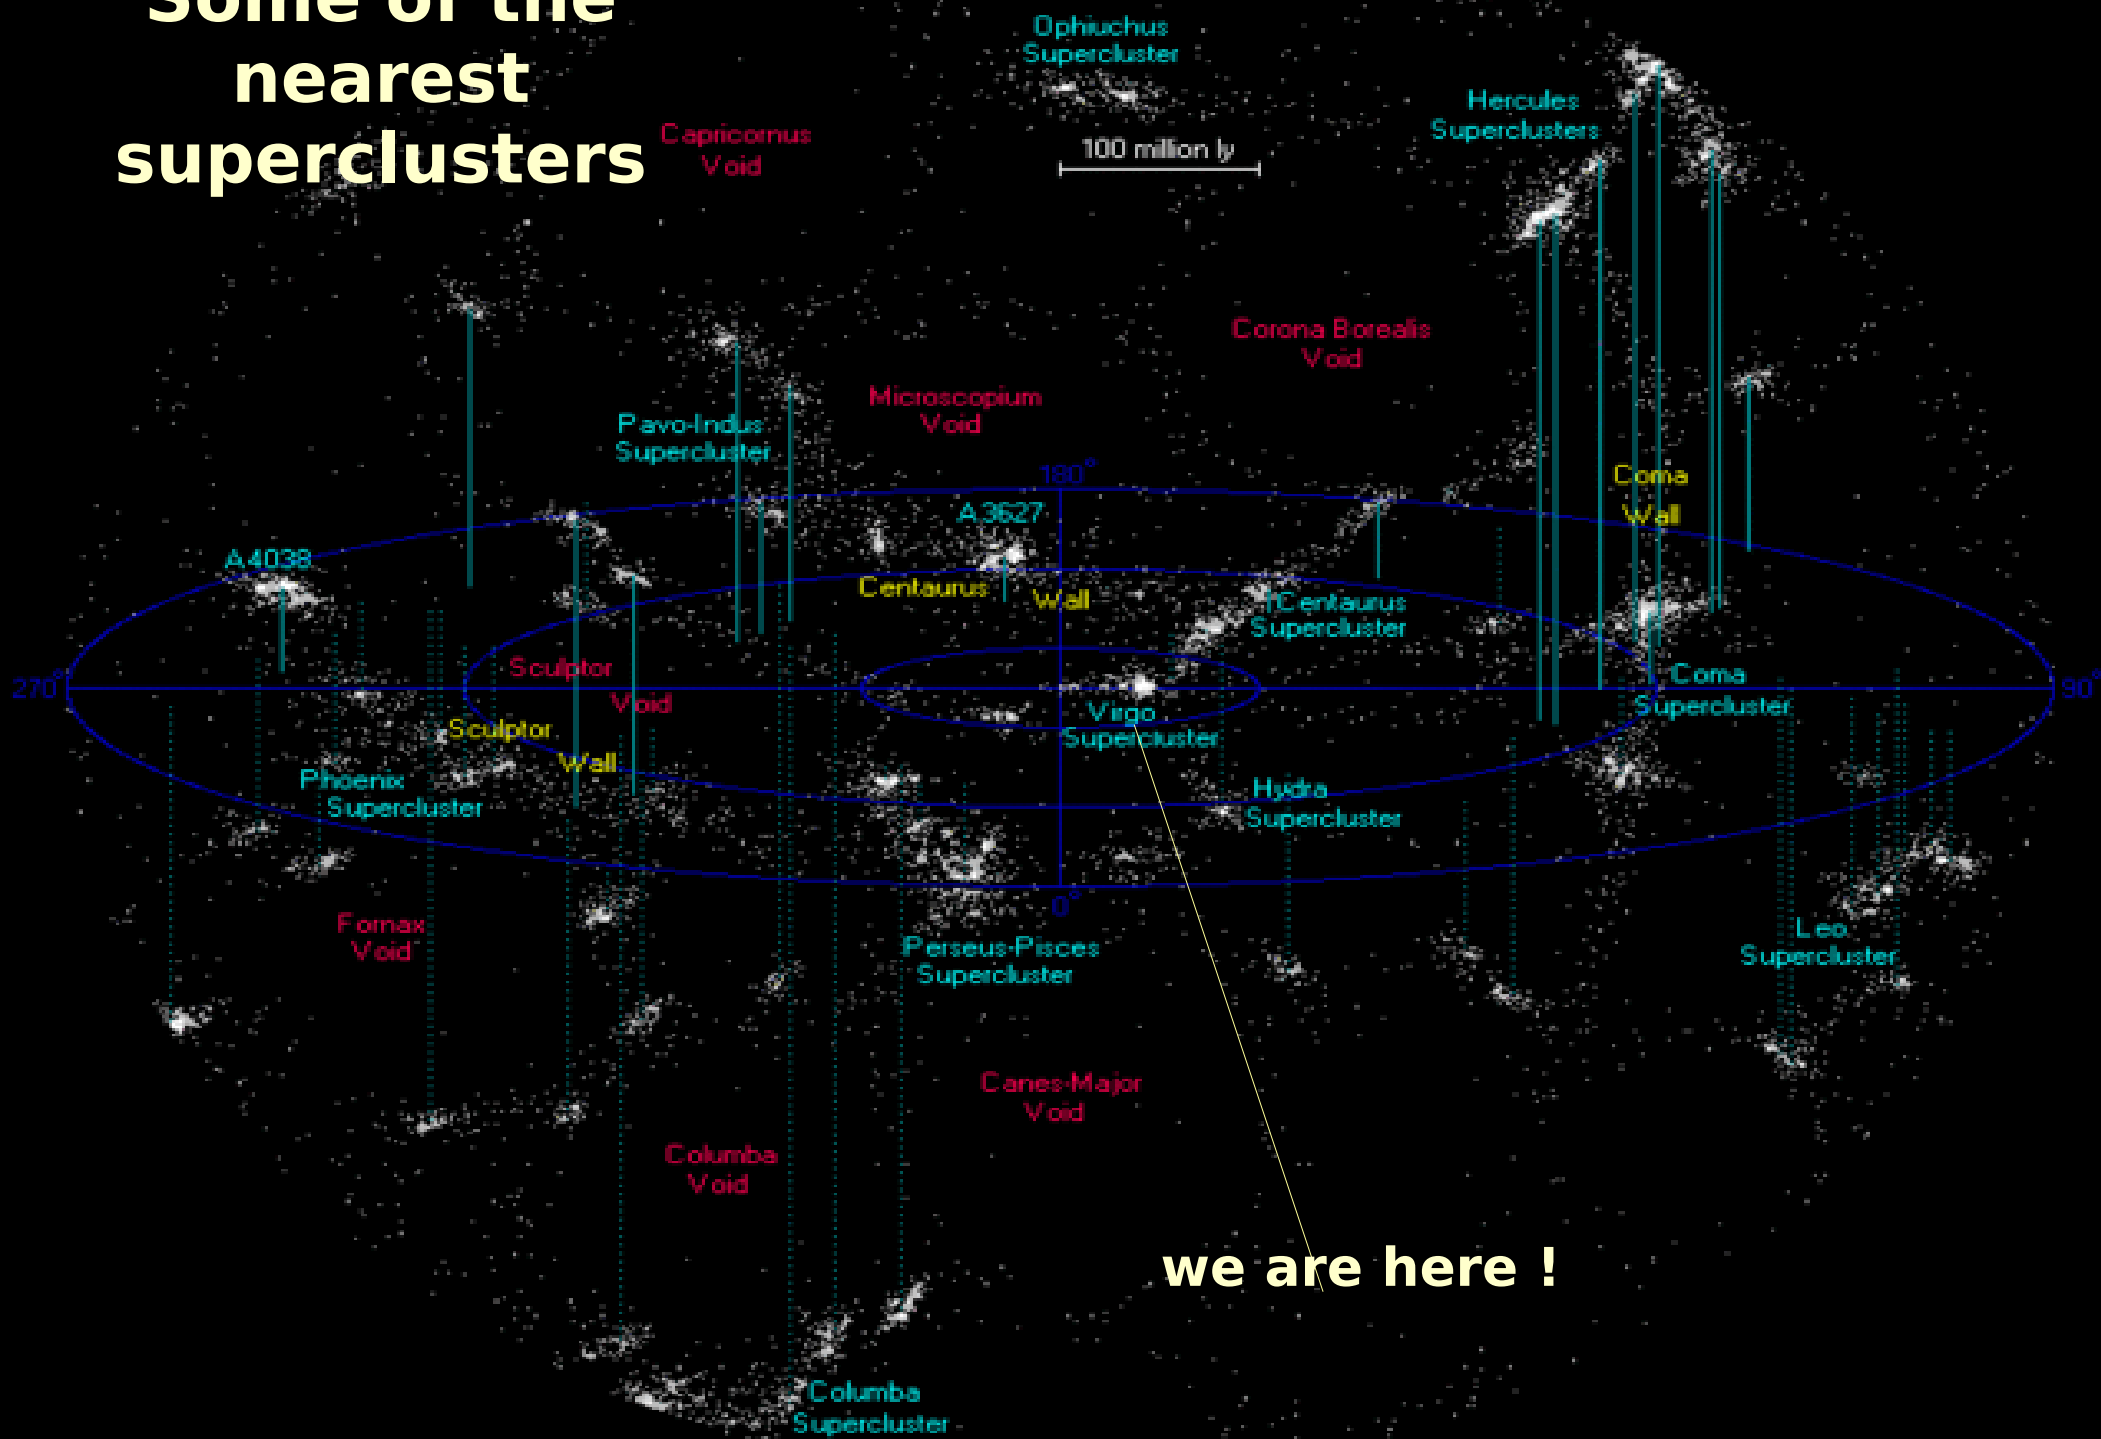 Some of the
nearest
superclusters
Ophiuchus
Supercluster
Capricornus
Void
100 million ly
Hercules
Superclusters
Corona Borealis
Void
Microscopium
Void
Pavo-Indus
Supercluster
180°
Coma
Wall
A3627
A4038
Centaurus
Wall
Centaurus
Supercluster
Sculptor
Void
270°
90°
Coma
Supercluster
Virgo
Supercluster
Sculptor
Wall
Phoenix
Supercluster
Hydra
Supercluster
0°
Fornax
Void
Perseus-Pisces
Supercluster
Leo
Supercluster
Canes-Major
Void
Columba
Void
we are here !
Columba
Supercluster